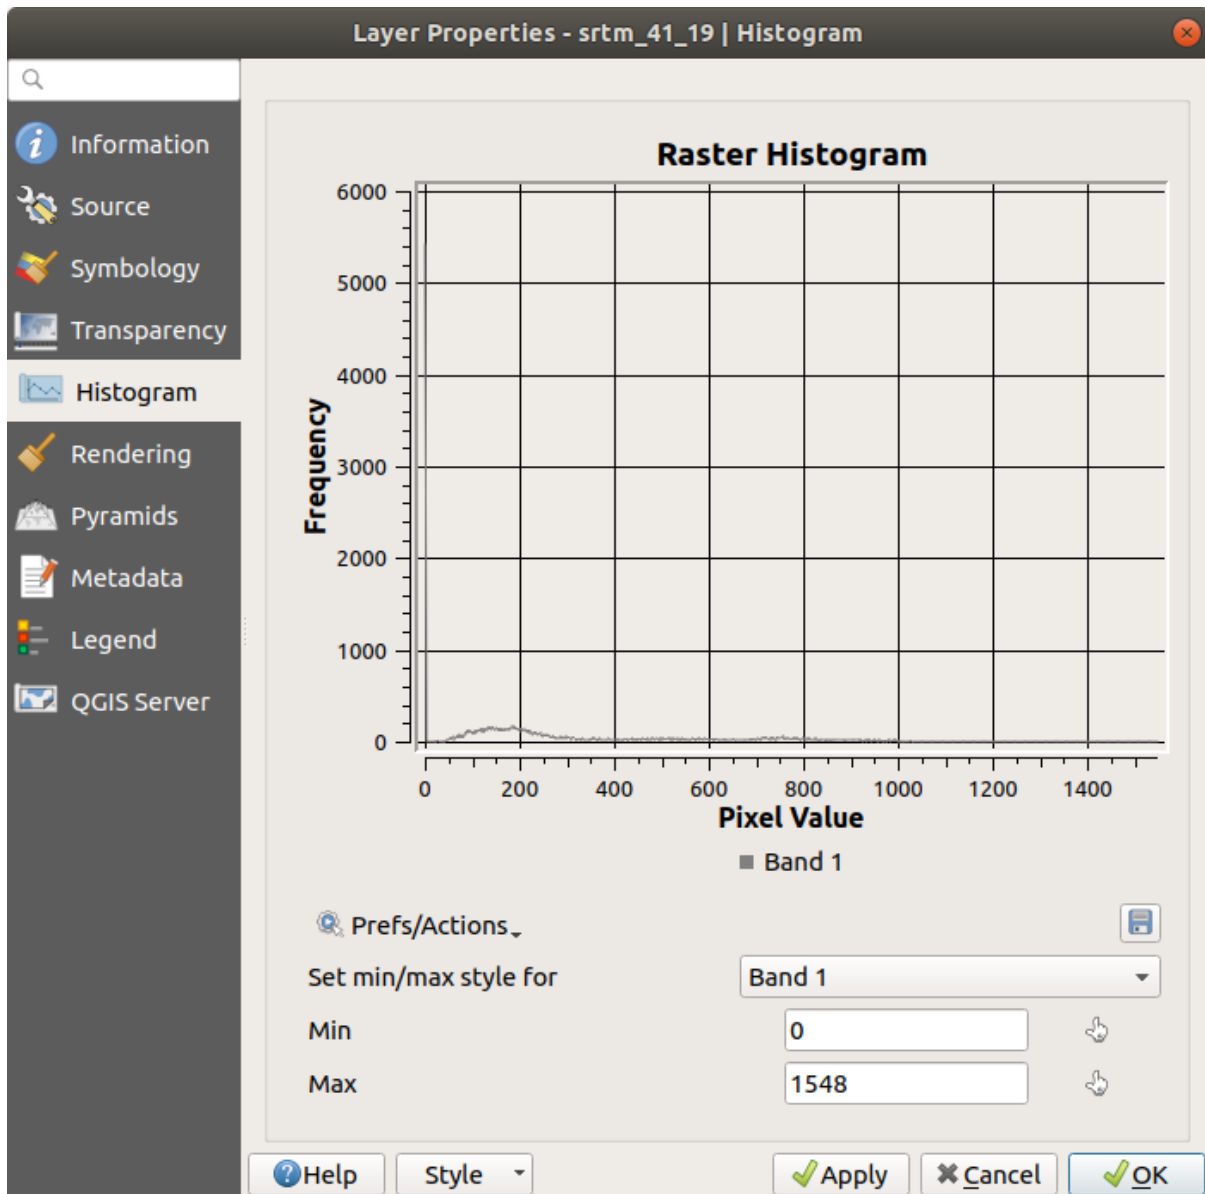 Layer Properties - srtm_41_19 | Histogram
Information
Source
Symbology
Transparency
Histogram
Rendering
Pyramids
Metadata
Legend
QGIS Server
Raster Histogram
6000
5000
4000
3000
2000
1000
0
Frequency
0 200 400 600 800 1000 1200 1400
Pixel Value
Band 1
Prefs/Actions
Set min/max style for Band 1
Min 0
Max 1548
Help Style Apply Cancel OK